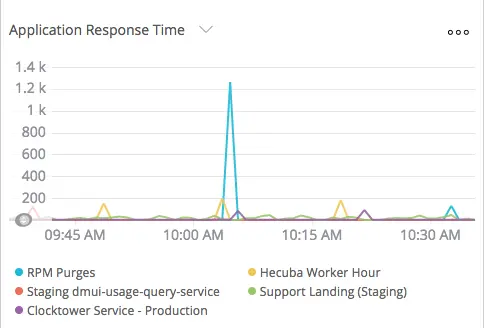 Application Response Time
1.4 k
1.2 k
1 k
800
600
400
200
09:45 AM 10:00 AM 10:15 AM 10:30 AM
RPM Purges
Hecuba Worker Hour
Staging dmui-usage-query-service
Support Landing (Staging)
Clocktower Service - Production